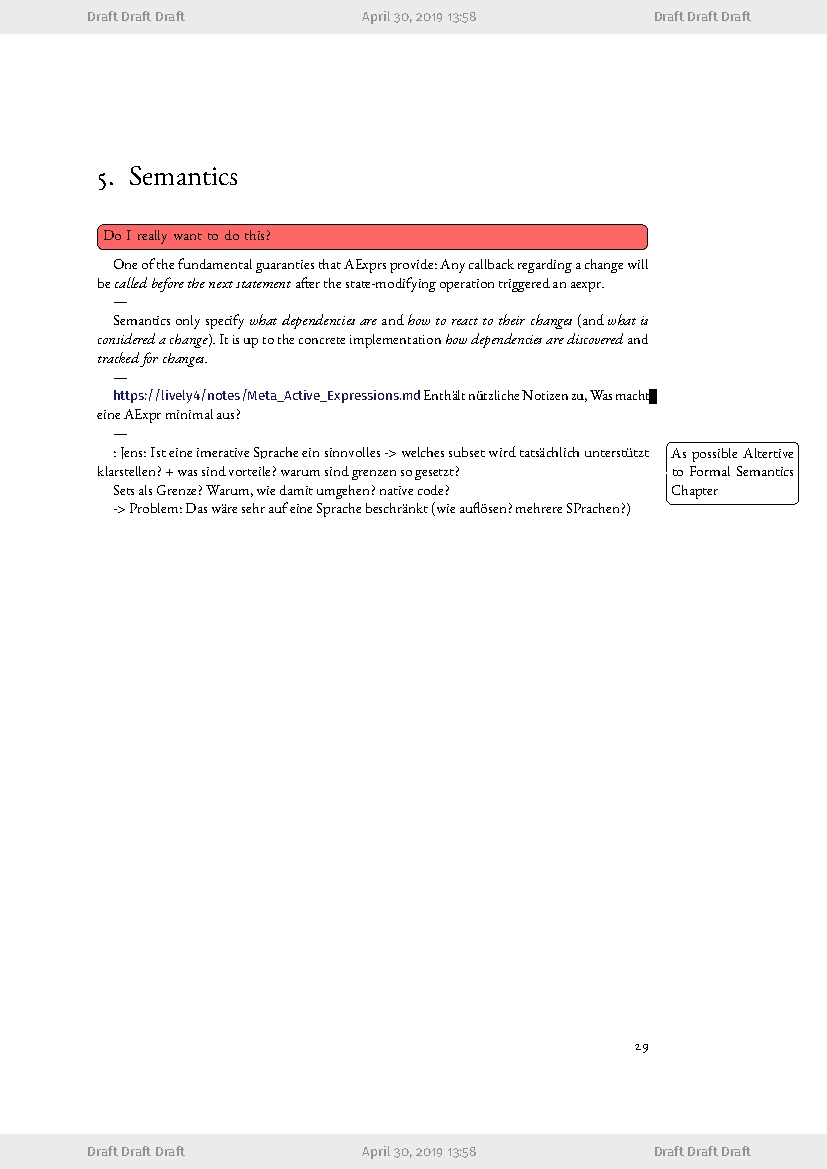 Draft Draft Draft April 30, 2019 13:58 Draft Draft Draft
5. Semantics
Do I really want to do this?
One of the fundamental guaranties that AExprs provide: Any callback regarding a change will
be called before the next statement after the state-modifying operation triggered an aexpr.
—
Semantics only specify what dependencies are and how to react to their changes (and what is
considered a change). It is up to the concrete implementation how dependencies are discovered and
tracked for changes.
—
https://lively4/notes/Meta_Active_Expressions.md Enthält nützliche Notizen zu, Was macht
eine AExpr minimal aus?
—
: Jens: Ist eine imerative Sprache ein sinnvolles -> welches subset wird tatsächlich unterstützt
klarstellen? + was sind vorteile? warum sind grenzen so gesetzt?
Sets als Grenze? Warum, wie damit umgehen? native code?
-> Problem: Das wäre sehr auf eine Sprache beschränkt (wie auflösen? mehrere SPrachen?)
As possible Altertive
to Formal Semantics
Chapter
29
Draft Draft Draft April 30, 2019 13:58 Draft Draft Draft